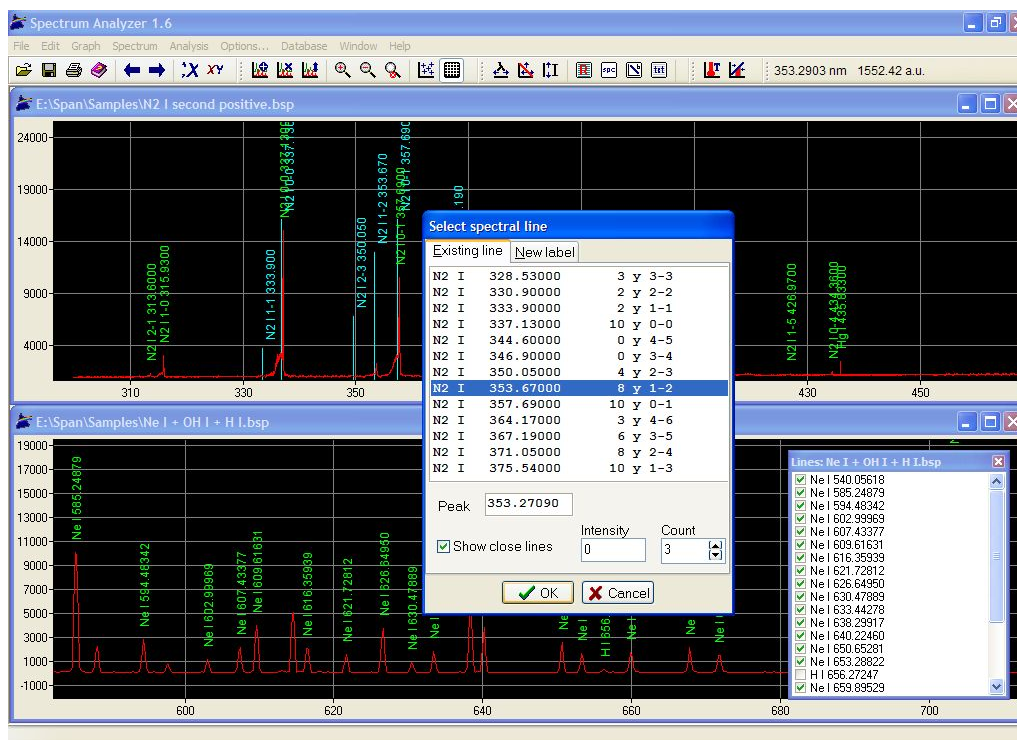 Spectrum Analyzer 1.6
File Edit Graph Spectrum Analysis Options... Database Window Help
353.2903 nm 1552.42 a.u.
E:\Span\Samples\N2 I second positive.bsp
24000
19000
14000
9000
4000
N2 I 2-1 313.6000
N2 I 1-0 315.9300
N2 I 1-1 333.900
N2 I 2-3 350.050
N2 I 1-2 353.670
N2 I 1-5 426.9700
310 330 350 430 450
Select spectral line
Existing line New label
N2 I 328.53000 3 y 3-3
N2 I 330.90000 2 y 2-2
N2 I 333.90000 2 y 1-1
N2 I 337.13000 10 y 0-0
N2 I 344.60000 0 y 4-5
N2 I 346.90000 0 y 3-4
N2 I 350.05000 4 y 2-3
N2 I 353.67000 8 y 1-2
N2 I 357.69000 10 y 0-1
N2 I 364.17000 3 y 4-6
N2 I 367.19000 6 y 3-5
N2 I 371.05000 8 y 2-4
N2 I 375.54000 10 y 1-3
Peak 353.27090
Show close lines
Intensity
0
Count
3
OK Cancel
E:\Span\Samples\Ne I + OH I + H I.bsp
19000
17000
15000
13000
11000
9000
7000
5000
3000
1000
-1000
Ne I 585.24879
Ne I 594.48342
Ne I 602.99969
Ne I 607.43377
Ne I 609.61631
Ne I 616.35939
Ne I 621.72812
Ne I 626.64950
Ne I 630.47889
Ne I
Ne
Ne I
H I 656.
Ne I
Ne
Ne I
600 620 640 660 680 700
Lines: Ne I + OH I + H I.bsp
Ne I 540.05618
Ne I 585.24879
Ne I 594.48342
Ne I 602.99969
Ne I 607.43377
Ne I 609.61631
Ne I 616.35939
Ne I 621.72812
Ne I 626.64950
Ne I 630.47889
Ne I 633.44278
Ne I 638.29917
Ne I 640.22460
Ne I 650.65281
Ne I 653.28822
H I 656.27247
Ne I 659.89529